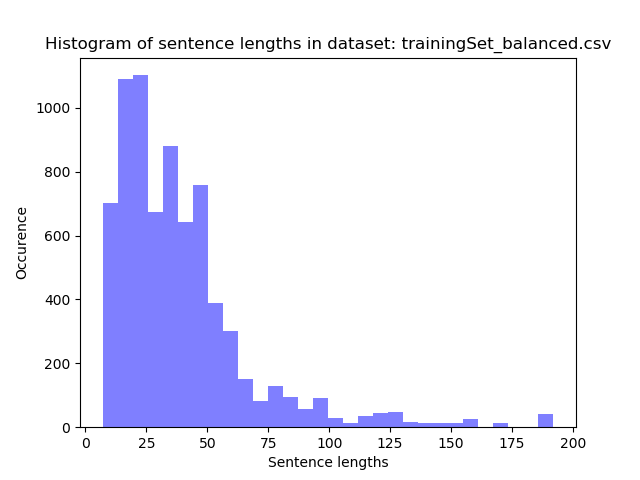 Histogram of sentence lengths in dataset: trainingSet_balanced.csv
1000
800
600
400
200
0
Occurence
0 25 50 75 100 125 150 175 200
Sentence lengths